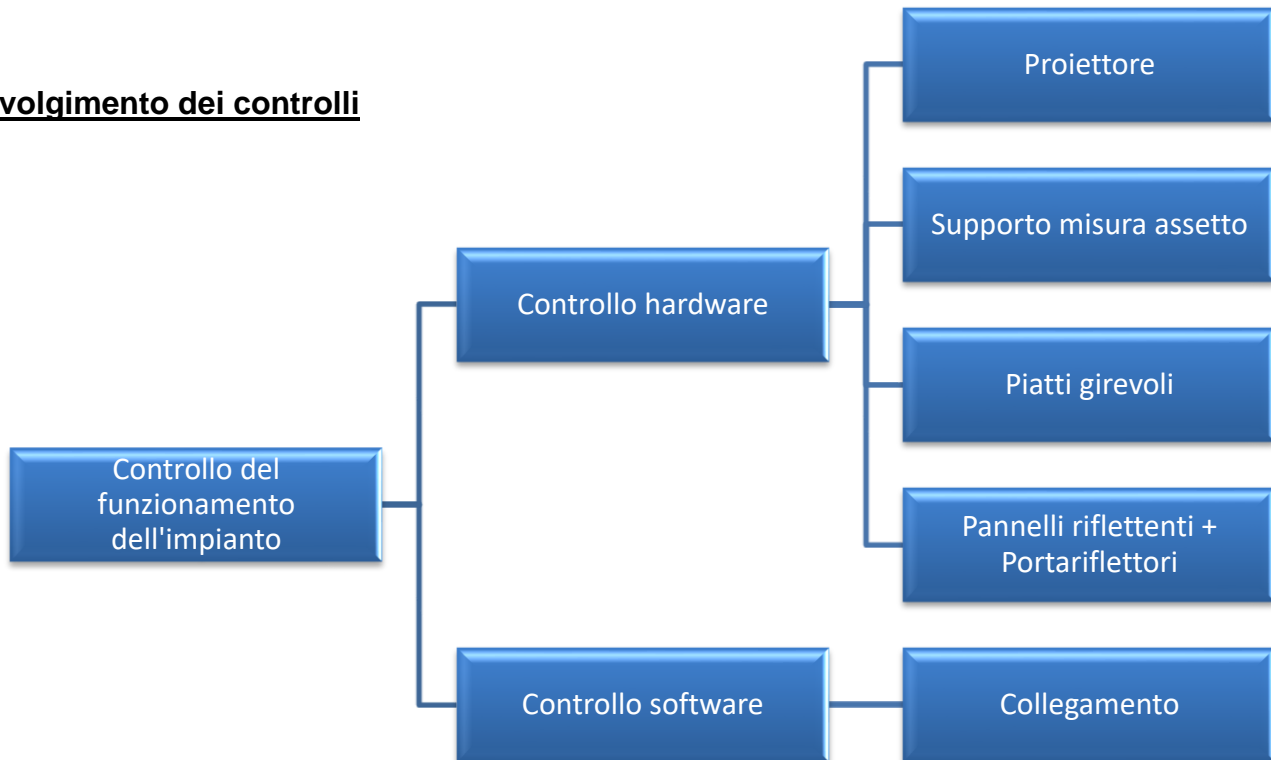 volgimento dei controlli
Proiettore
Supporto misura assetto
Controllo hardware
Piatti girevoli
Controllo del
funzionamento
dell'impianto
Pannelli riflettenti +
Portariflettori
Controllo software
Collegamento